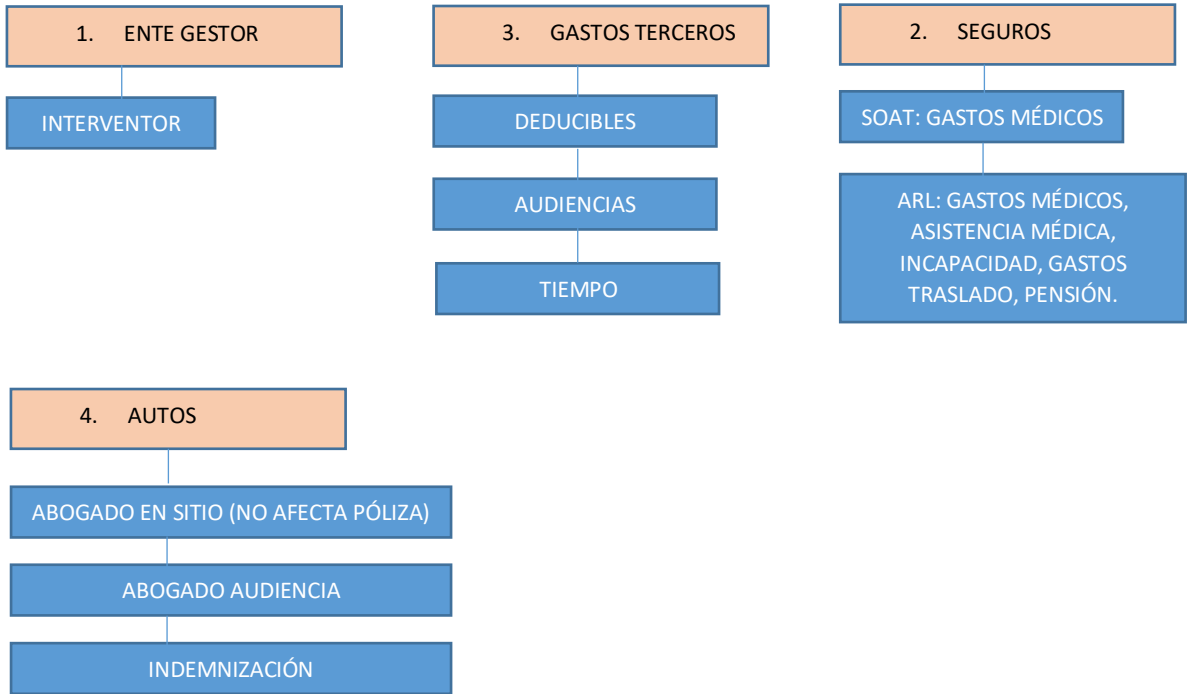 1. ENTE GESTOR
INTERVENTOR
3. GASTOS TERCEROS
DEDUCIBLES
AUDIENCIAS
TIEMPO
2. SEGUROS
SOAT: GASTOS MÉDICOS
ARL: GASTOS MÉDICOS,
ASISTENCIA MÉDICA,
INCAPACIDAD, GASTOS
TRASLADO, PENSIÓN.
4. AUTOS
ABOGADO EN SITIO (NO AFECTA PÓLIZA)
ABOGADO AUDIENCIA
INDEMNIZACIÓN